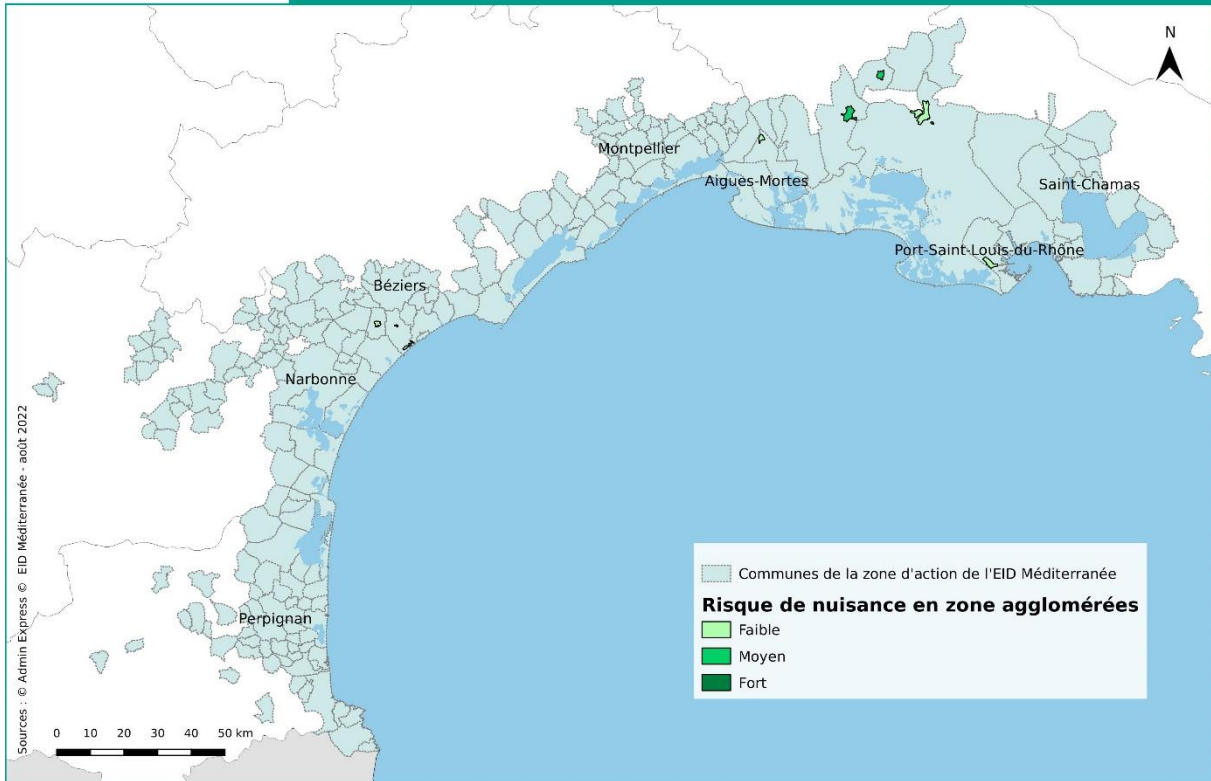 N
Montpellier
Aigues-Mortes
Saint-Chamas
Port-Saint-Louis-du-Rhône
Béziers
Narbonne
Perpignan
Communes de la zone d'action de l'EID Méditerranée
Risque de nuisance en zone agglomérées
Faible
Moyen
Fort
0 10 20 30 40 50 km
Sources : © Admin Express © EID Méditerranée - août 2022